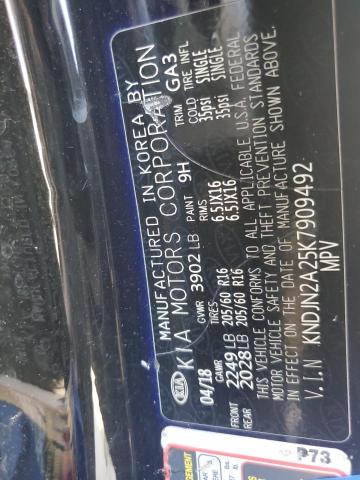 MANUFACTURED IN KOREA BY
KIA KIA MOTORS CORPORATION
04/18 GVWR 3902 LB PAINT 9H TRIM GA3
GAWR TIRES RIMS COLD TIRE INFL
FRONT 2249 LB 205/60 R16 6.5JX16 35psi SINGLE
REAR 2028 LB 205/60 R16 6.5JX16 35psi SINGLE
THIS VEHICLE CONFORMS TO ALL APPLICABLE U.S.A. FEDERAL
MOTOR VEHICLE SAFETY AND THEFT PREVENTION STANDARDS
IN EFFECT ON THE DATE OF MANUFACTURE SHOWN ABOVE.
V.I.N KNDJN2A25K7909492
MPV
P73